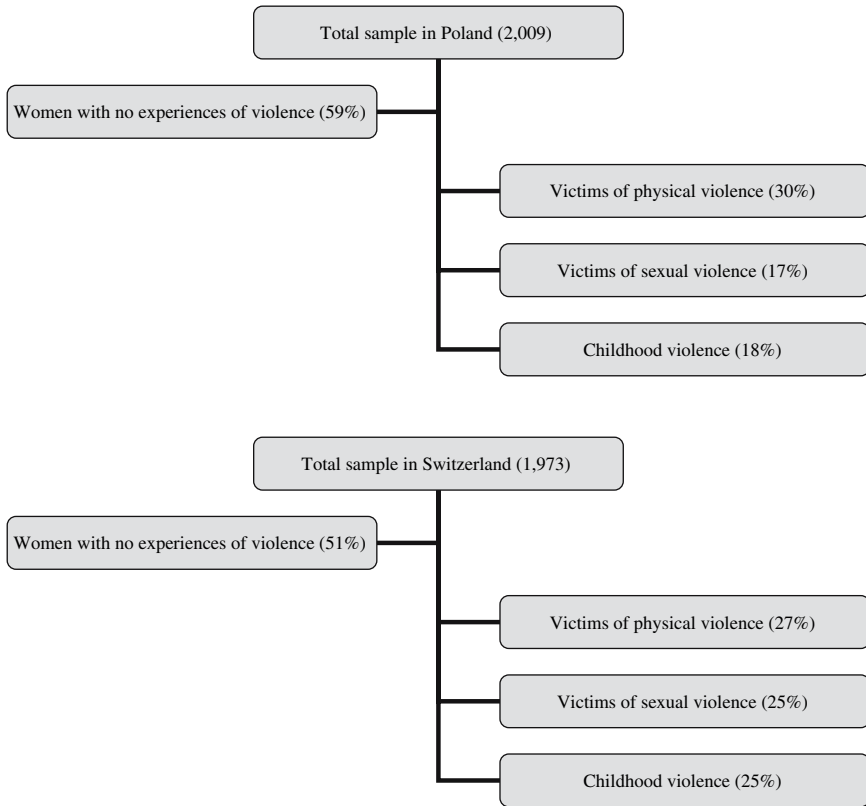 Total sample in Poland (2,009)
Women with no experiences of violence (59%)
Victims of physical violence (30%)
Victims of sexual violence (17%)
Childhood violence (18%)
Total sample in Switzerland (1,973)
Women with no experiences of violence (51%)
Victims of physical violence (27%)
Victims of sexual violence (25%)
Childhood violence (25%)